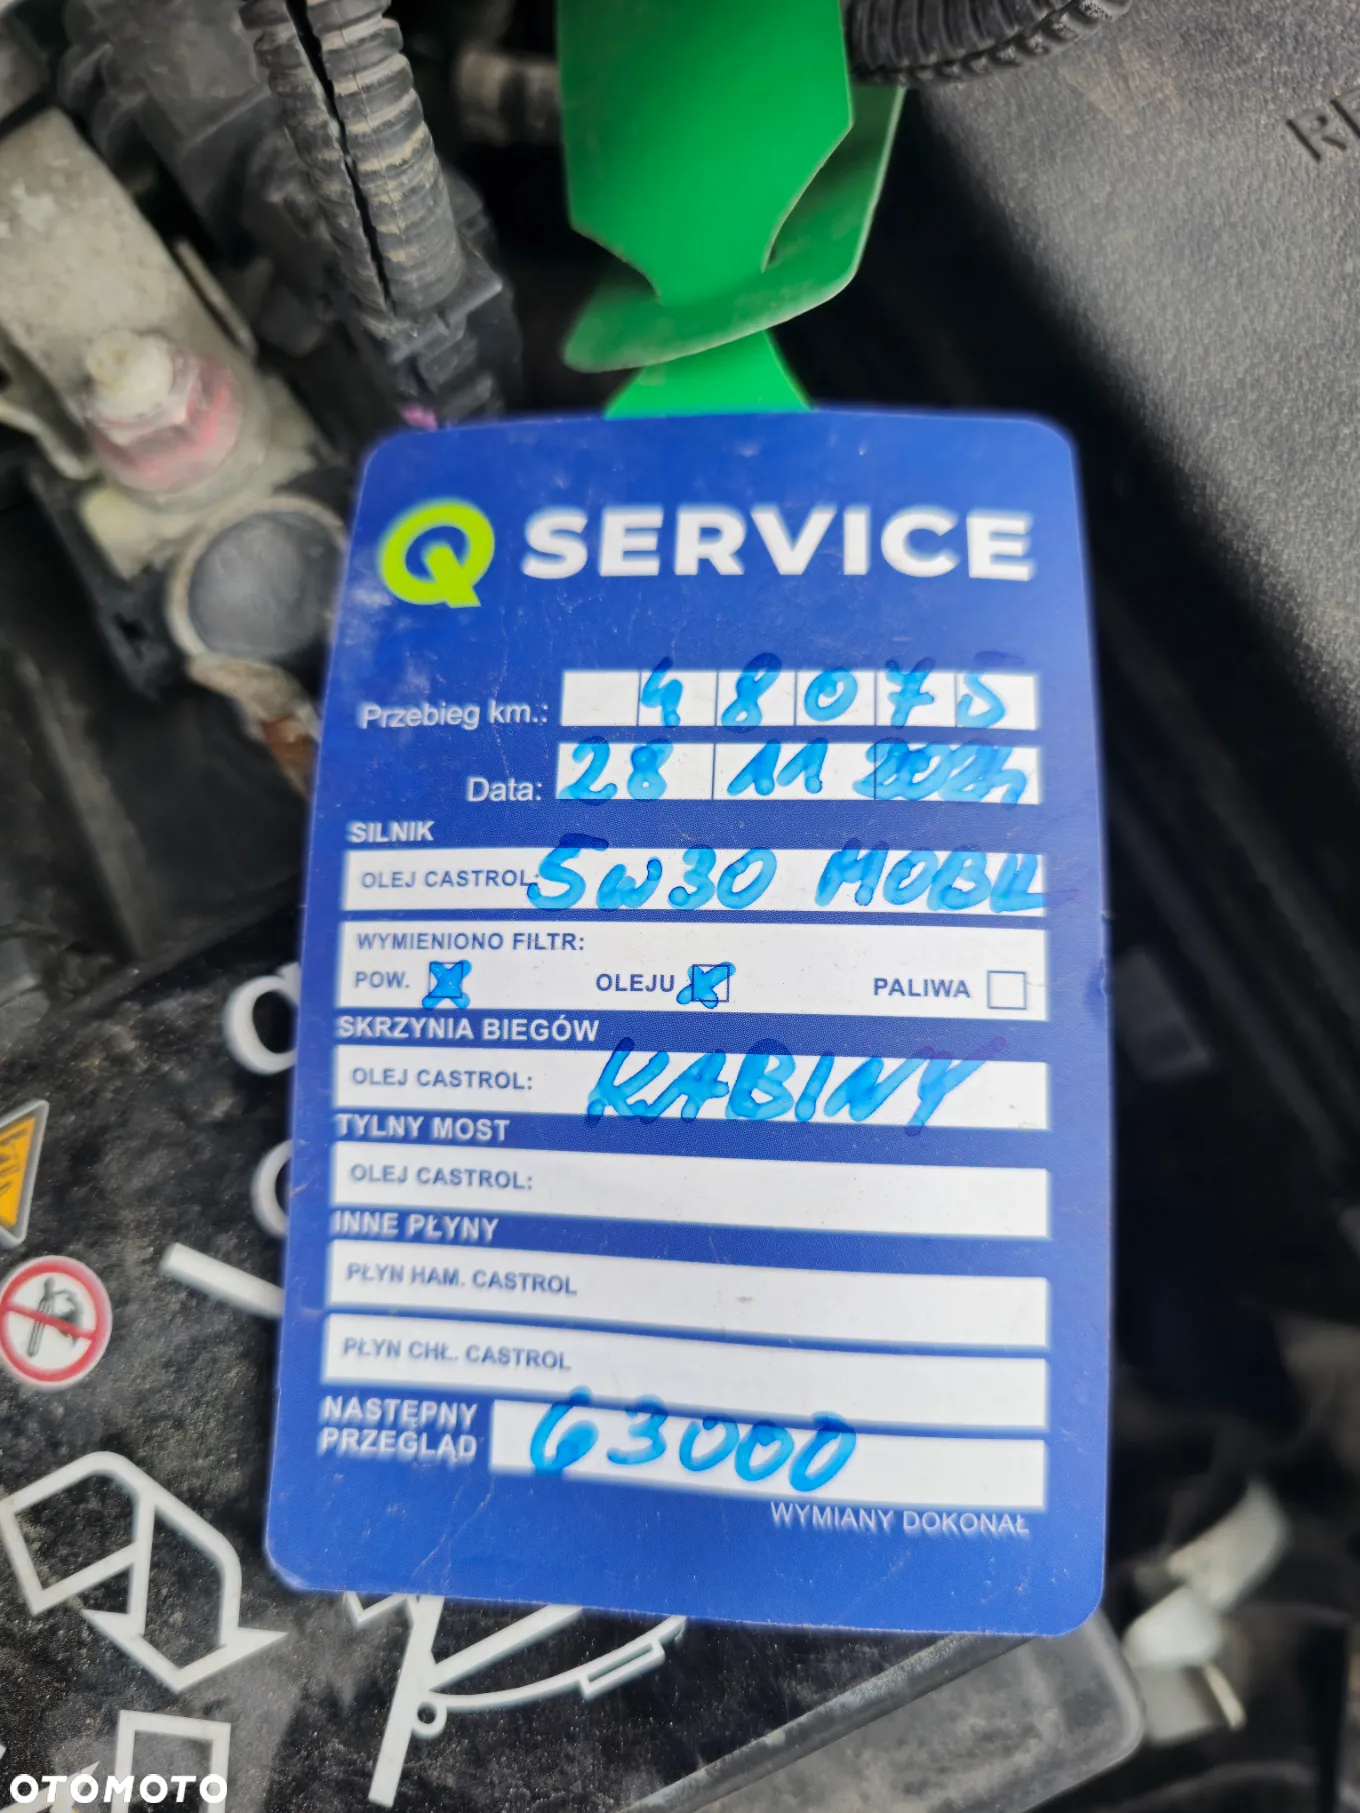 RE
Q SERVICE
Przebieg km.: 48075
Data: 28 11 2024
SILNIK
OLEJ CASTROL: 5W30 MOBIL
WYMIENIONO FILTR:
POW. X OLEJU X PALIWA
SKRZYNIA BIEGÓW
OLEJ CASTROL: KABINY
TYLNY MOST
OLEJ CASTROL:
INNE PŁYNY
PŁYN HAM. CASTROL
PŁYN CHŁ. CASTROL
NASTĘPNY
PRZEGLĄD 63000
WYMIANY DOKONAŁ
OTOMOTO